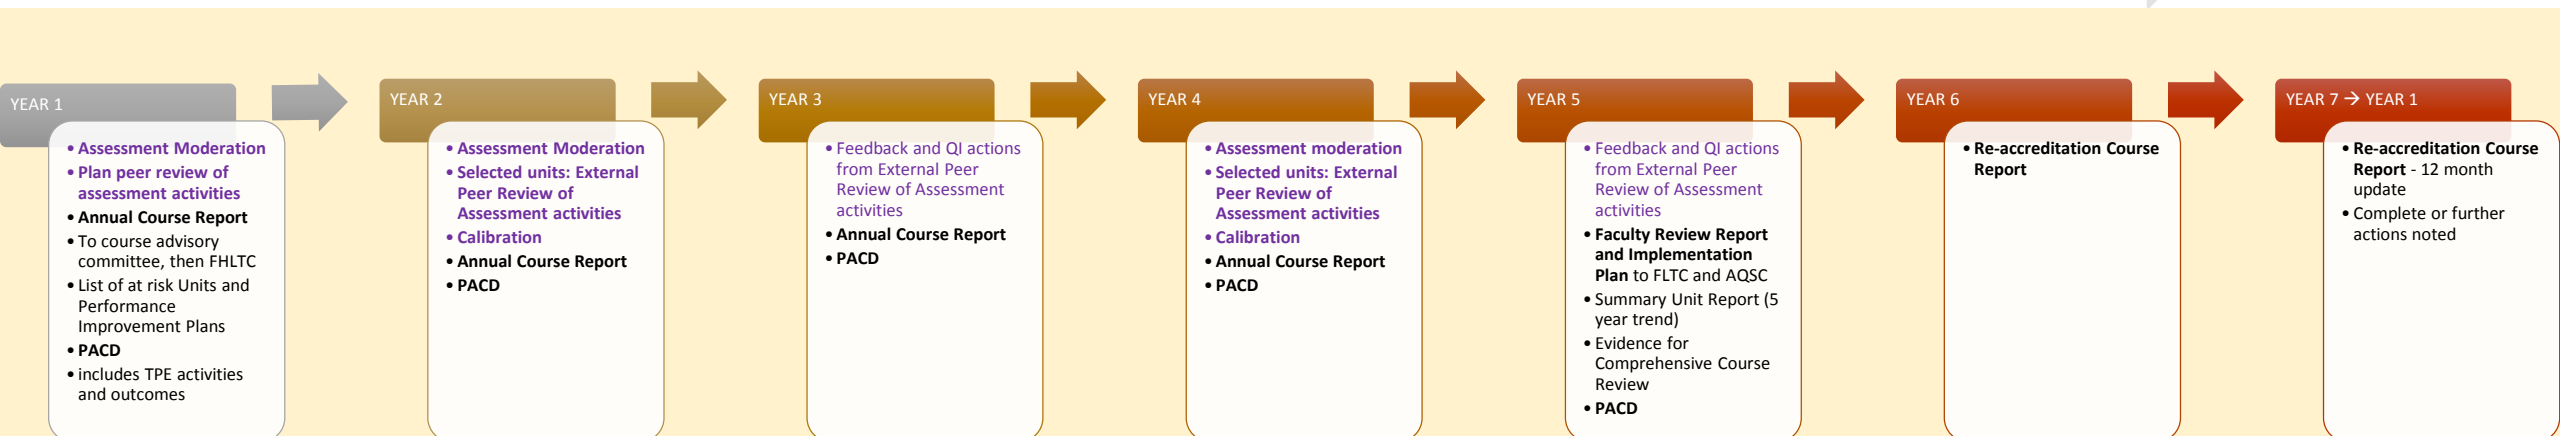 YEAR 1
• Assessment Moderation
• Plan peer review of
assessment activities
• Annual Course Report
• To course advisory
committee, then FHLTC
• List of at risk Units and
Performance
Improvement Plans
• PACD
• includes TPE activities
and outcomes
YEAR 2
• Assessment Moderation
• Selected units: External
Peer Review of
Assessment activities
• Calibration
• Annual Course Report
• PACD
YEAR 3
• Feedback and QI actions
from External Peer
Review of Assessment
activities
• Annual Course Report
• PACD
YEAR 4
• Assessment moderation
• Selected units: External
Peer Review of
Assessment activities
• Calibration
• Annual Course Report
• PACD
YEAR 5
• Feedback and QI actions
from External Peer
Review of Assessment
activities
• Faculty Review Report
and Implementation
Plan to FLTC and AQSC
• Summary Unit Report (5
year trend)
• Evidence for
Comprehensive Course
Review
• PACD
YEAR 6
• Re-accreditation Course
Report
YEAR 7 → YEAR 1
• Re-accreditation Course
Report - 12 month
update
• Complete or further
actions noted